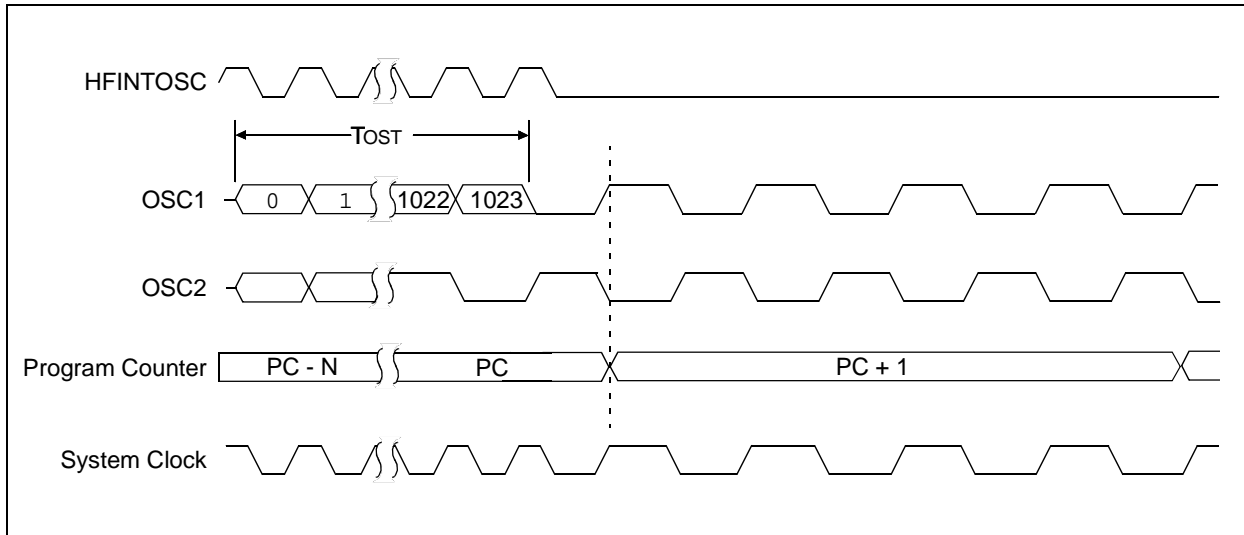 HFINTOSC
TOST
OSC1 0 1 1022 1023
OSC2
Program Counter PC - N PC PC + 1
System Clock